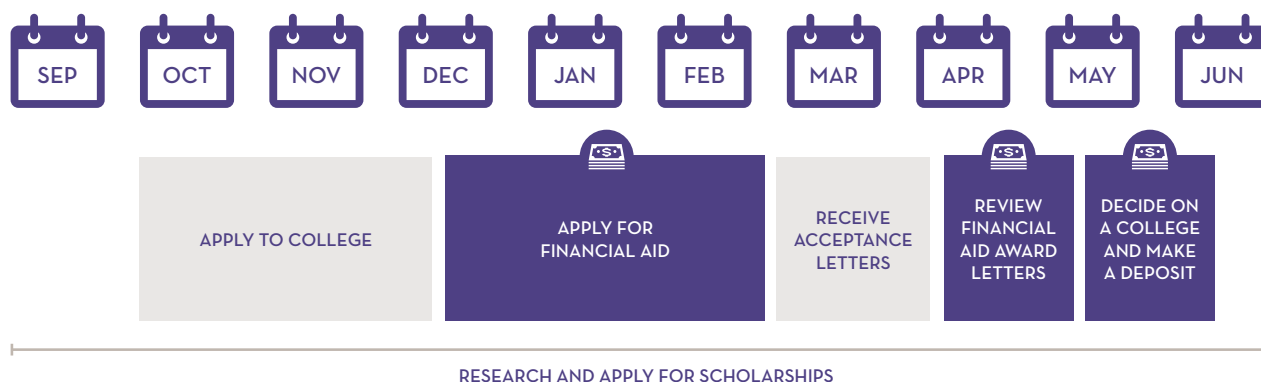 SEP OCT NOV DEC JAN FEB MAR APR MAY JUN
APPLY TO COLLEGE
APPLY FOR
FINANCIAL AID
RECEIVE
ACCEPTANCE
LETTERS
REVIEW
FINANCIAL
AID AWARD
LETTERS
DECIDE ON
A COLLEGE
AND MAKE
A DEPOSIT
RESEARCH AND APPLY FOR SCHOLARSHIPS